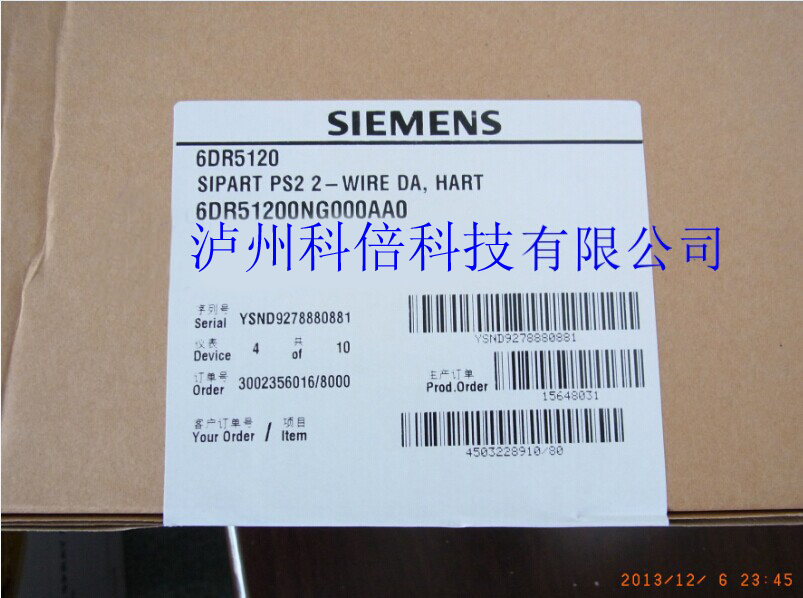 SIEMENS
6DR5120
SIPART PS2 2-WIRE DA, HART
6DR51200NG000AA0
泸州科倍科技有限公司
序列号
Serial YSND9278880881
YSND9278880881
仪表 共
Device 4 of 10
订单号
Order 3002356016/8000
生产订单
Prod.Order
15648031
客户订单号 项目
Your Order / Item
4503228910/80
2013/12/ 6 23:45